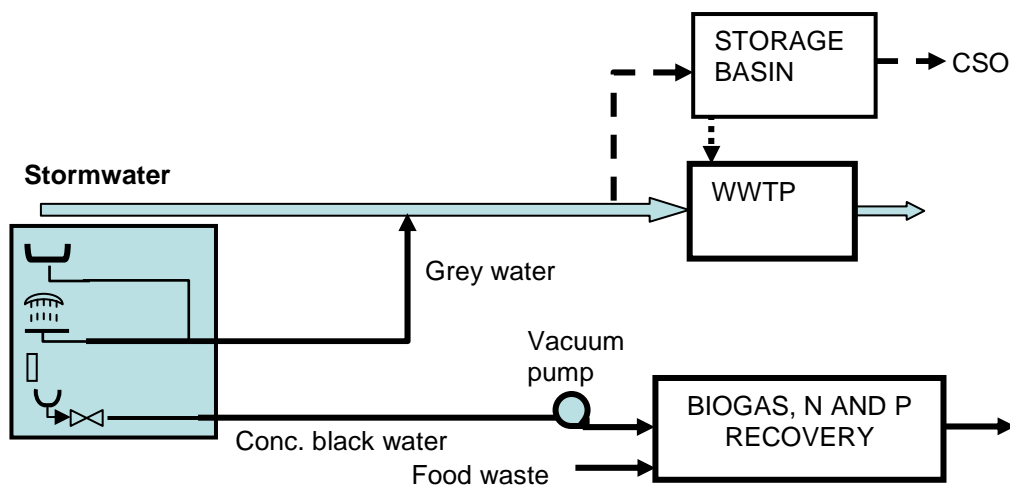 STORAGE
BASIN
CSO
Stormwater
WWTP
Grey water
Vacuum
pump
BIOGAS, N AND P
RECOVERY
Conc. black water
Food waste